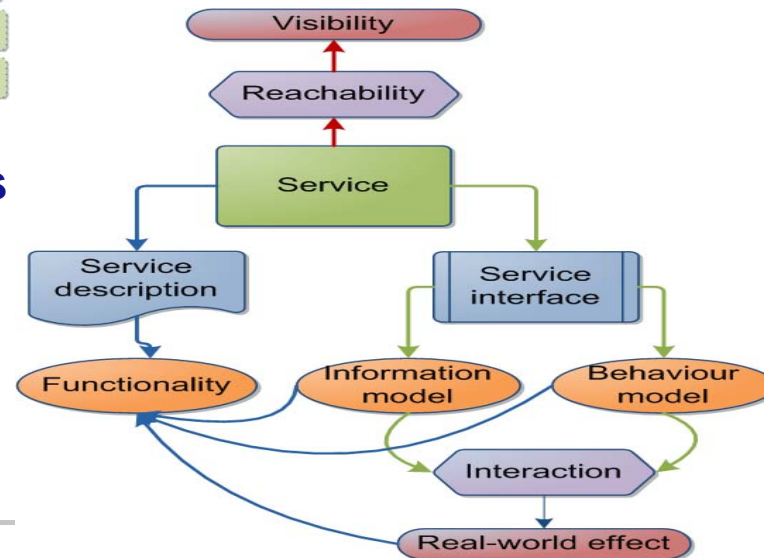 Visibility
Reachability
s
Service
Service
description
Service
interface
Functionality
Information
model
Behaviour
model
Interaction
Real-world effect